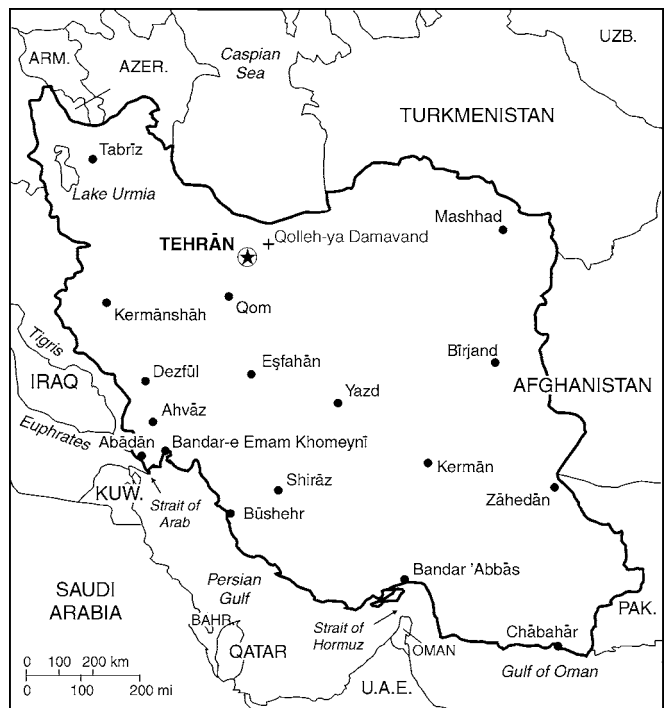 ARM.
AZER.
Caspian
Sea
UZB.
TURKMENISTAN
Tabrīz
Lake Urmia
Mashhad
TEHRĀN
Qolleh-ya Damavand
Kermānshāh
Qom
Tigris
IRAQ
Dezfūl
Eşfahān
Bīrjand
AFGHANISTAN
Yazd
Ahvāz
Euphrates
Abādān
Bandar-e Emam Khomeynī
Kermān
KUW.
Strait of
Arab
Shirāz
Būshehr
Zāhedān
SAUDI
ARABIA
Persian
Gulf
Bandar 'Abbās
BAHR.
QATAR
Strait of
Hormuz
OMAN
Chābahār
PAK.
Gulf of Oman
U.A.E.
0 100 200 km
0 100 200 mi